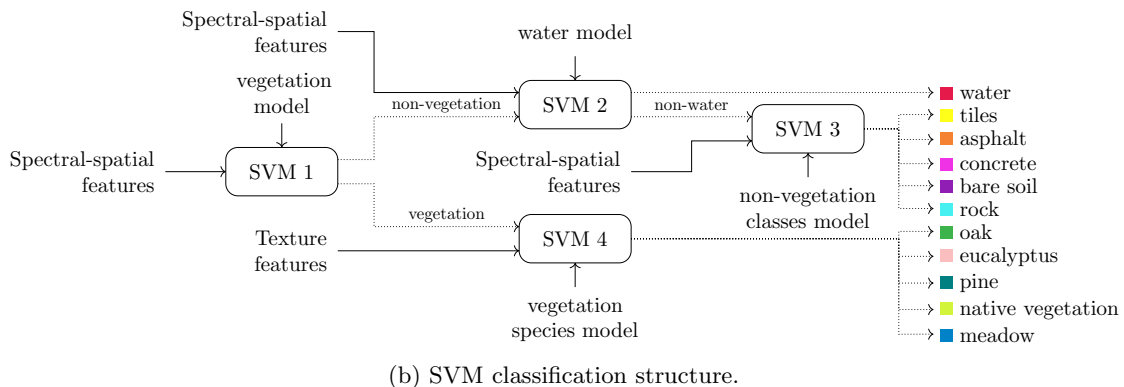 Spectral-spatial
features
vegetation
model
Spectral-spatial
features
SVM 1
non-vegetation
vegetation
water model
SVM 2
non-water
Spectral-spatial
features
SVM 3
non-vegetation
classes model
Texture
features
SVM 4
vegetation
species model
water
tiles
asphalt
concrete
bare soil
rock
oak
eucalyptus
pine
native vegetation
meadow
(b) SVM classification structure.